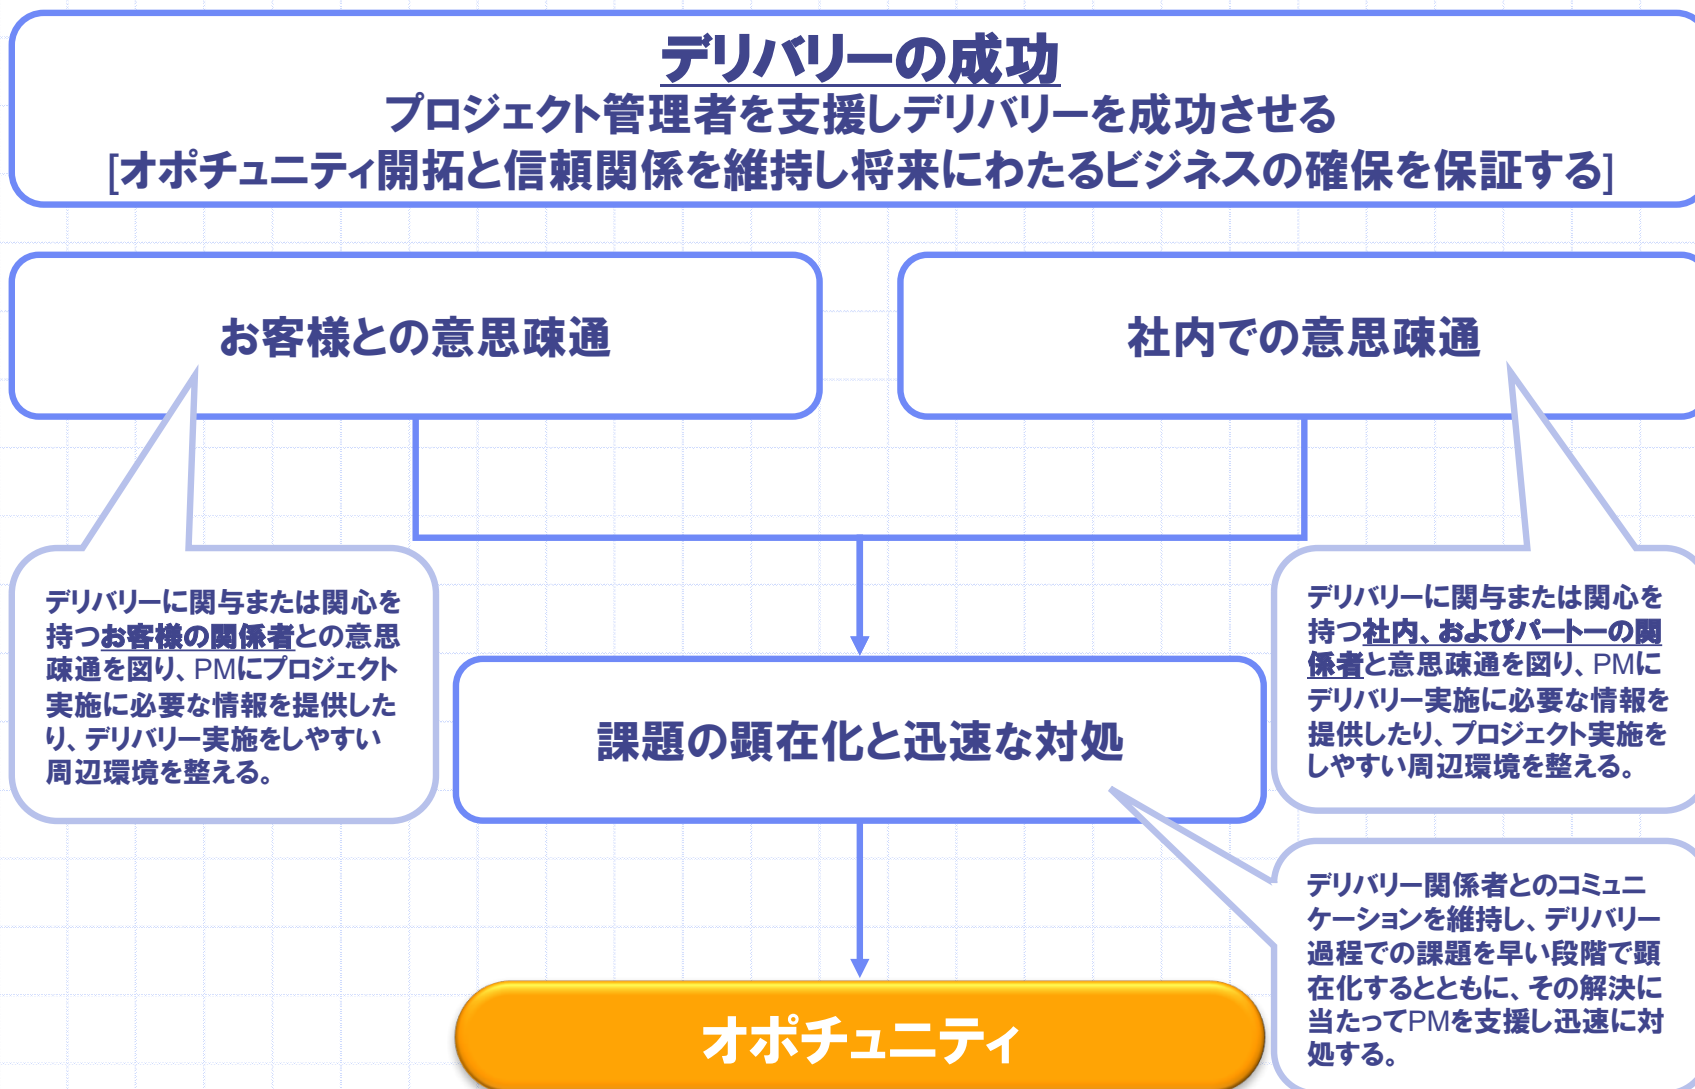 デリバリーの成功
プロジェクト管理者を支援しデリバリーを成功させる
[オポチュニティ開拓と信頼関係を維持し将来にわたるビジネスの確保を保証する]
お客様との意思疎通
社内での意思疎通
デリバリーに関与または関心を
持つお客様の関係者との意思
疎通を図り、PMにプロジェクト
実施に必要な情報を提供した
り、デリバリー実施をしやすい
周辺環境を整える。
デリバリーに関与または関心を
持つ社内、およびパートーの関
係者と意思疎通を図り、PMに
デリバリー実施に必要な情報を
提供したり、プロジェクト実施を
しやすい周辺環境を整える。
課題の顕在化と迅速な対処
デリバリー関係者とのコミュニ
ケーションを維持し、デリバリー
過程での課題を早い段階で顕
在化するとともに、その解決に
当たってPMを支援し迅速に対
処する。
オポチュニティ